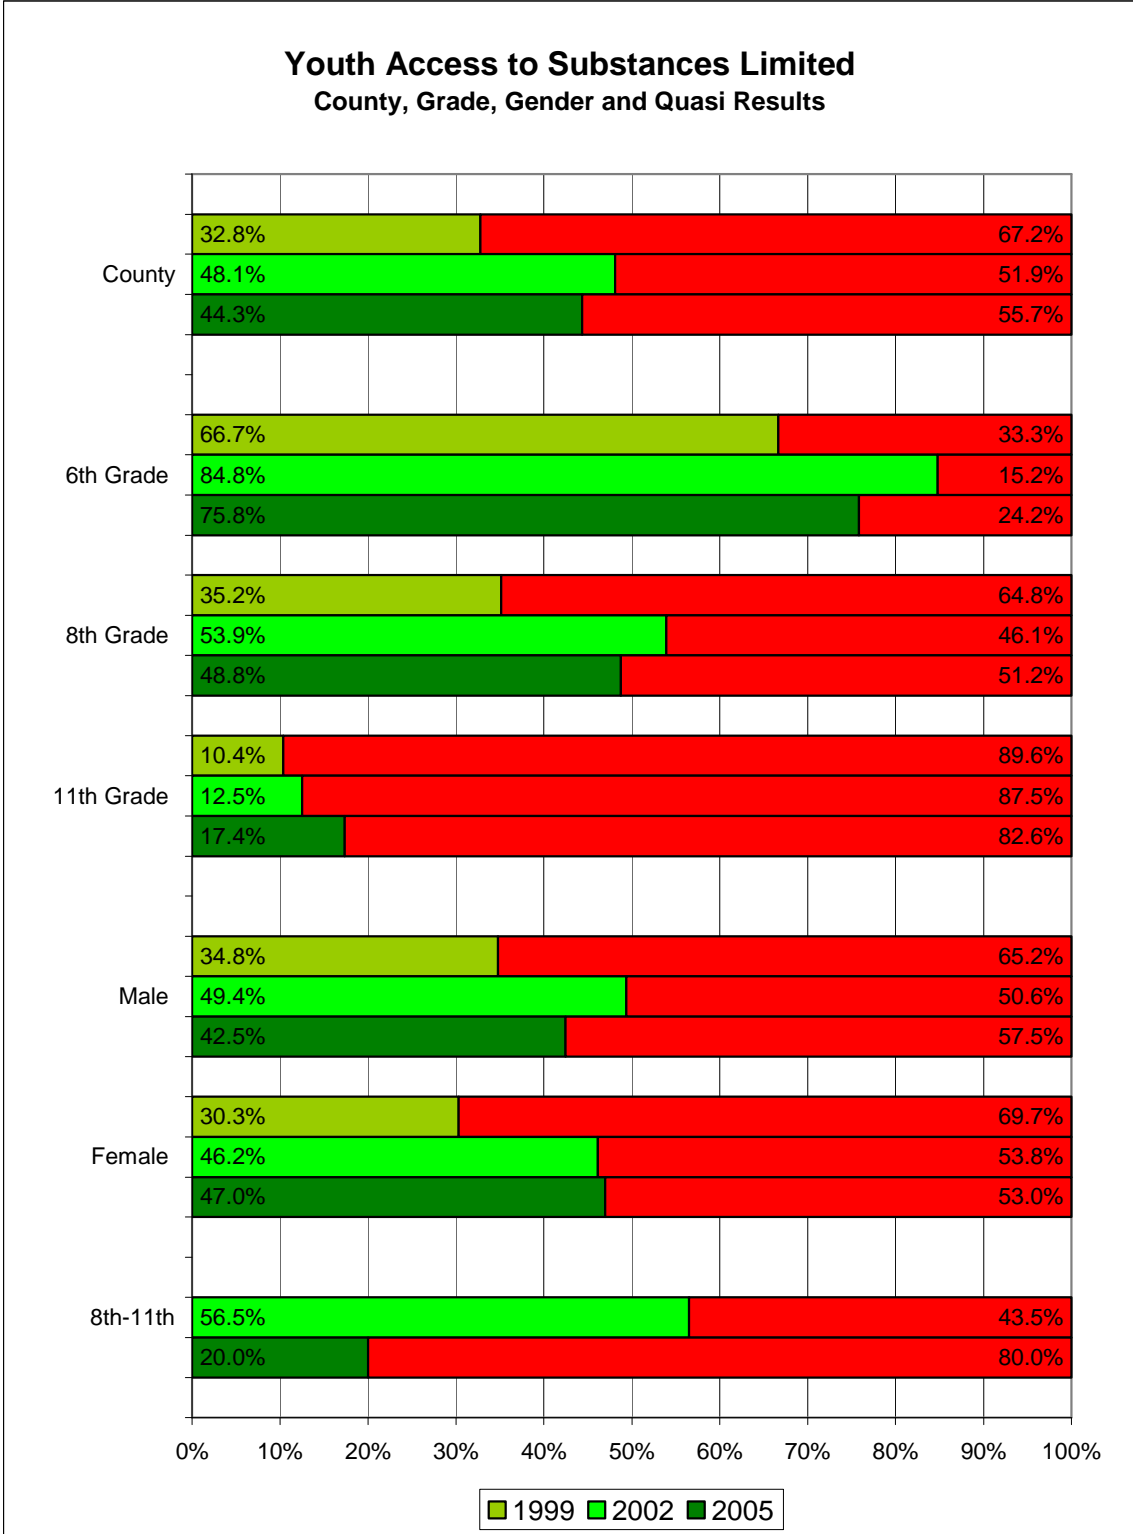 Youth Access to Substances Limited
County, Grade, Gender and Quasi Results
32.8% 67.2%
County 48.1% 51.9%
44.3% 55.7%
66.7% 33.3%
6th Grade 84.8% 15.2%
75.8% 24.2%
35.2% 64.8%
8th Grade 53.9% 46.1%
48.8% 51.2%
10.4% 89.6%
11th Grade 12.5% 87.5%
17.4% 82.6%
34.8% 65.2%
Male 49.4% 50.6%
42.5% 57.5%
30.3% 69.7%
Female 46.2% 53.8%
47.0% 53.0%
8th-11th 56.5% 43.5%
20.0% 80.0%
0% 10% 20% 30% 40% 50% 60% 70% 80% 90% 100%
1999 2002 2005